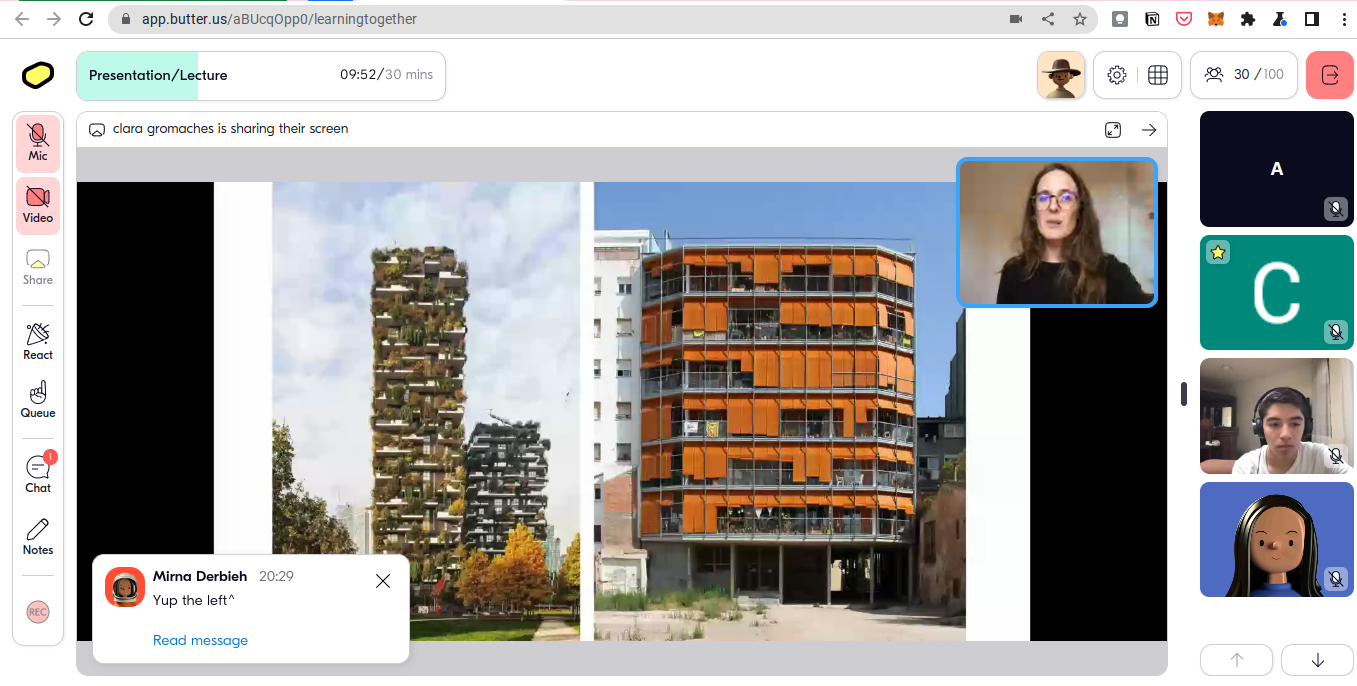 app.butter.us/aBUcqOpp0/learningtogether
Presentation/Lecture 09:52/30 mins
30 /100
clara gromaches is sharing their screen
Mic
Video
Share
React
Queue
1
Chat
Notes
REC
A
C
Mirna Derbieh 20:29
Yup the left^
Read message